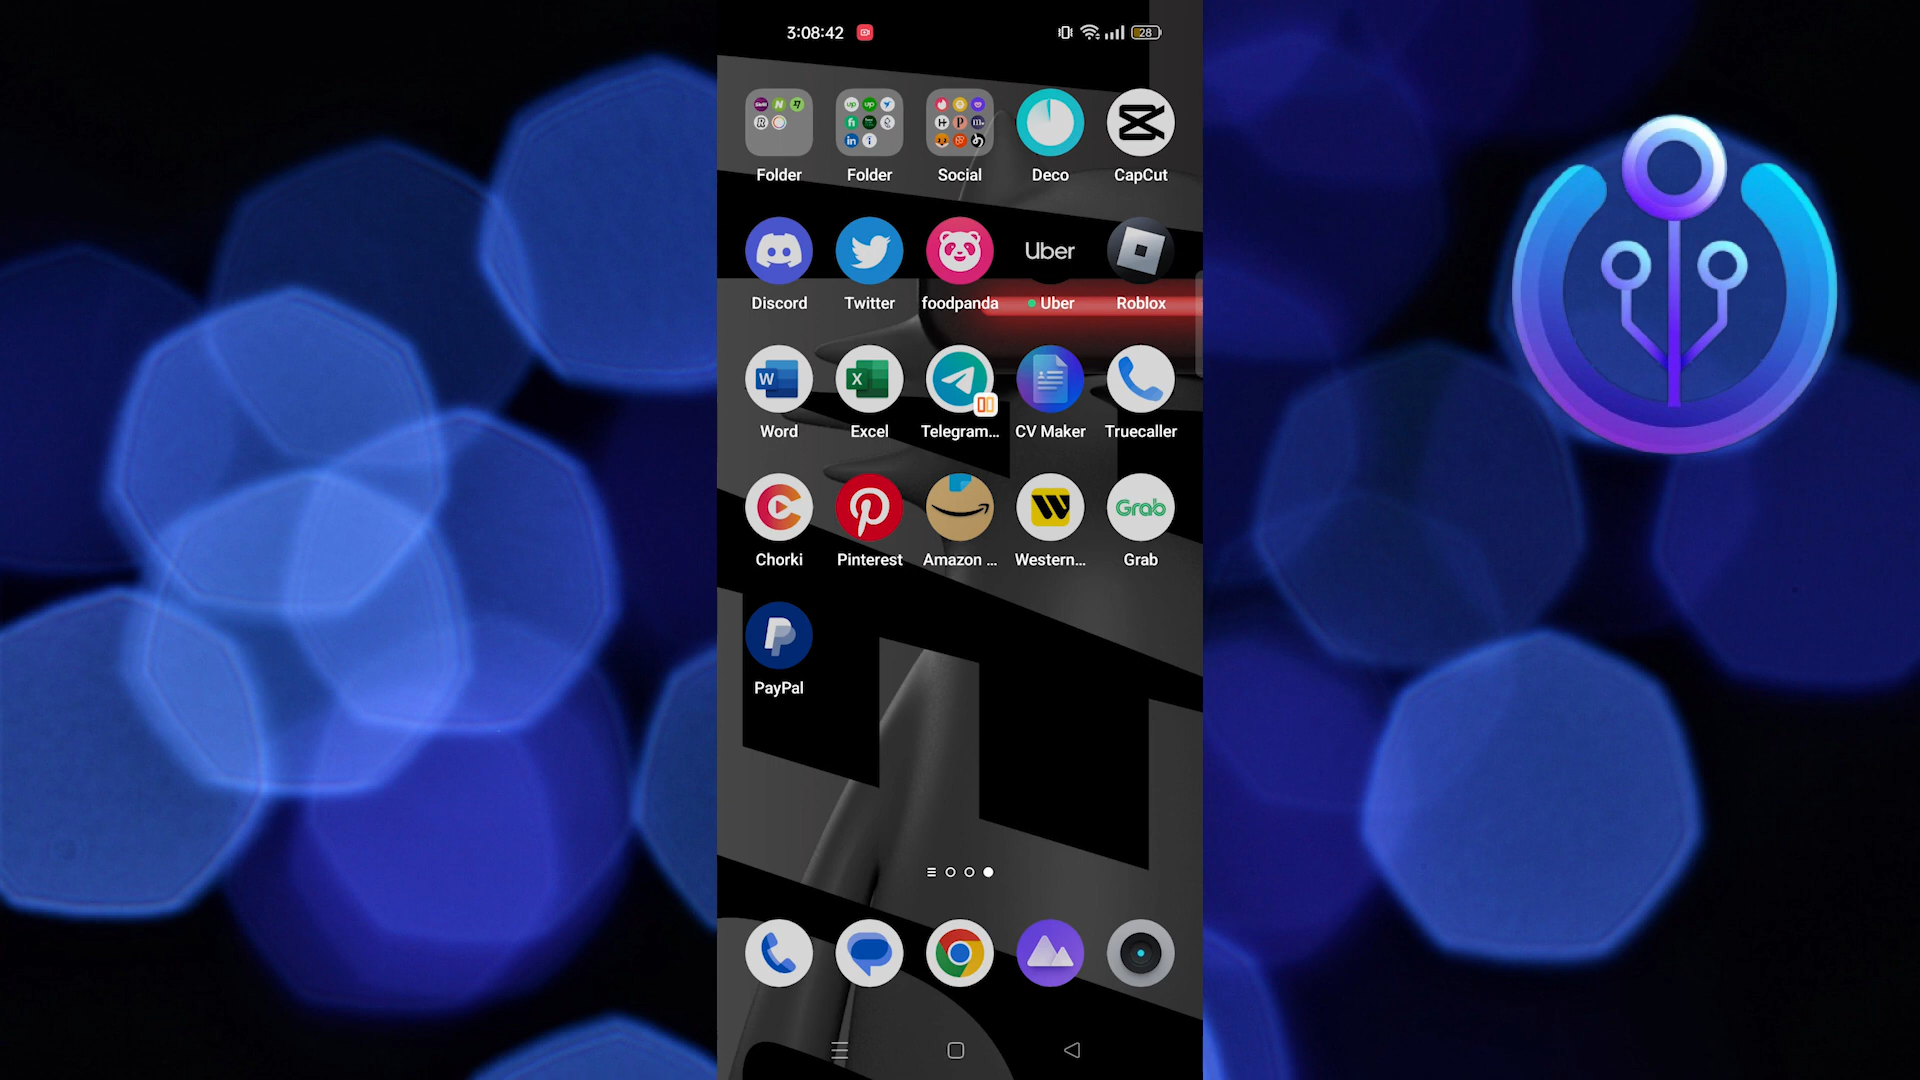 3:08:42 28
Folder Folder Social Deco CapCut
Uber
Discord Twitter foodpanda Uber Roblox
W X
Word Excel Telegram... CV Maker Truecaller
Grab
Chorki Pinterest Amazon ... Western... Grab
PayPal